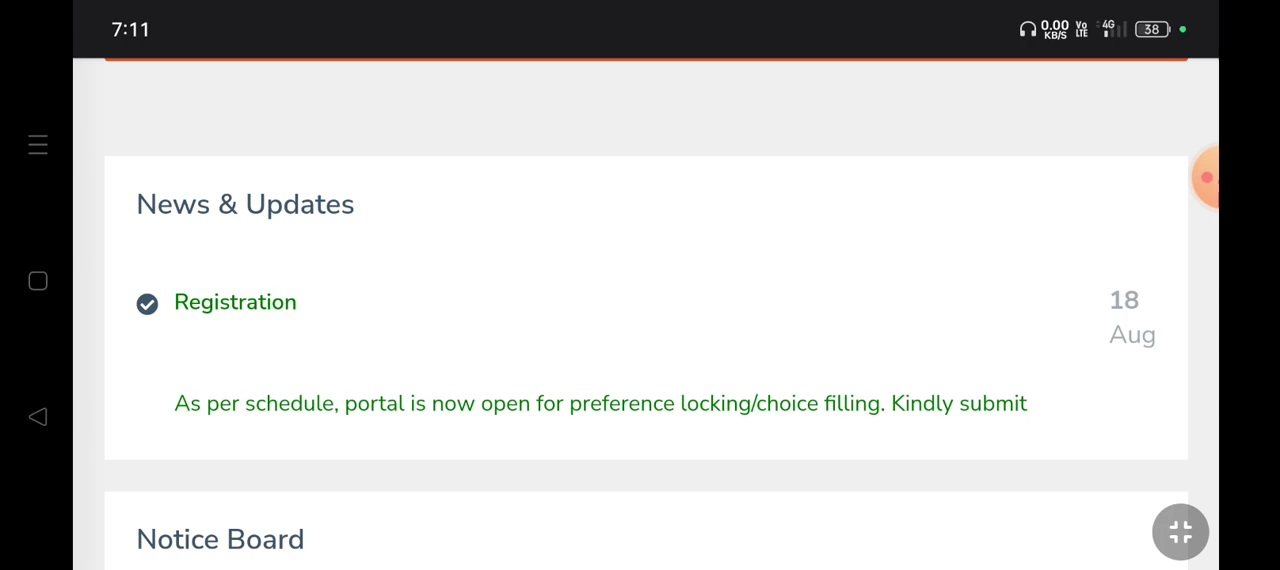 7:11
0.00 KB/S Vo LTE 4G 38
News & Updates
Registration
18
Aug
As per schedule, portal is now open for preference locking/choice filling. Kindly submit
Notice Board